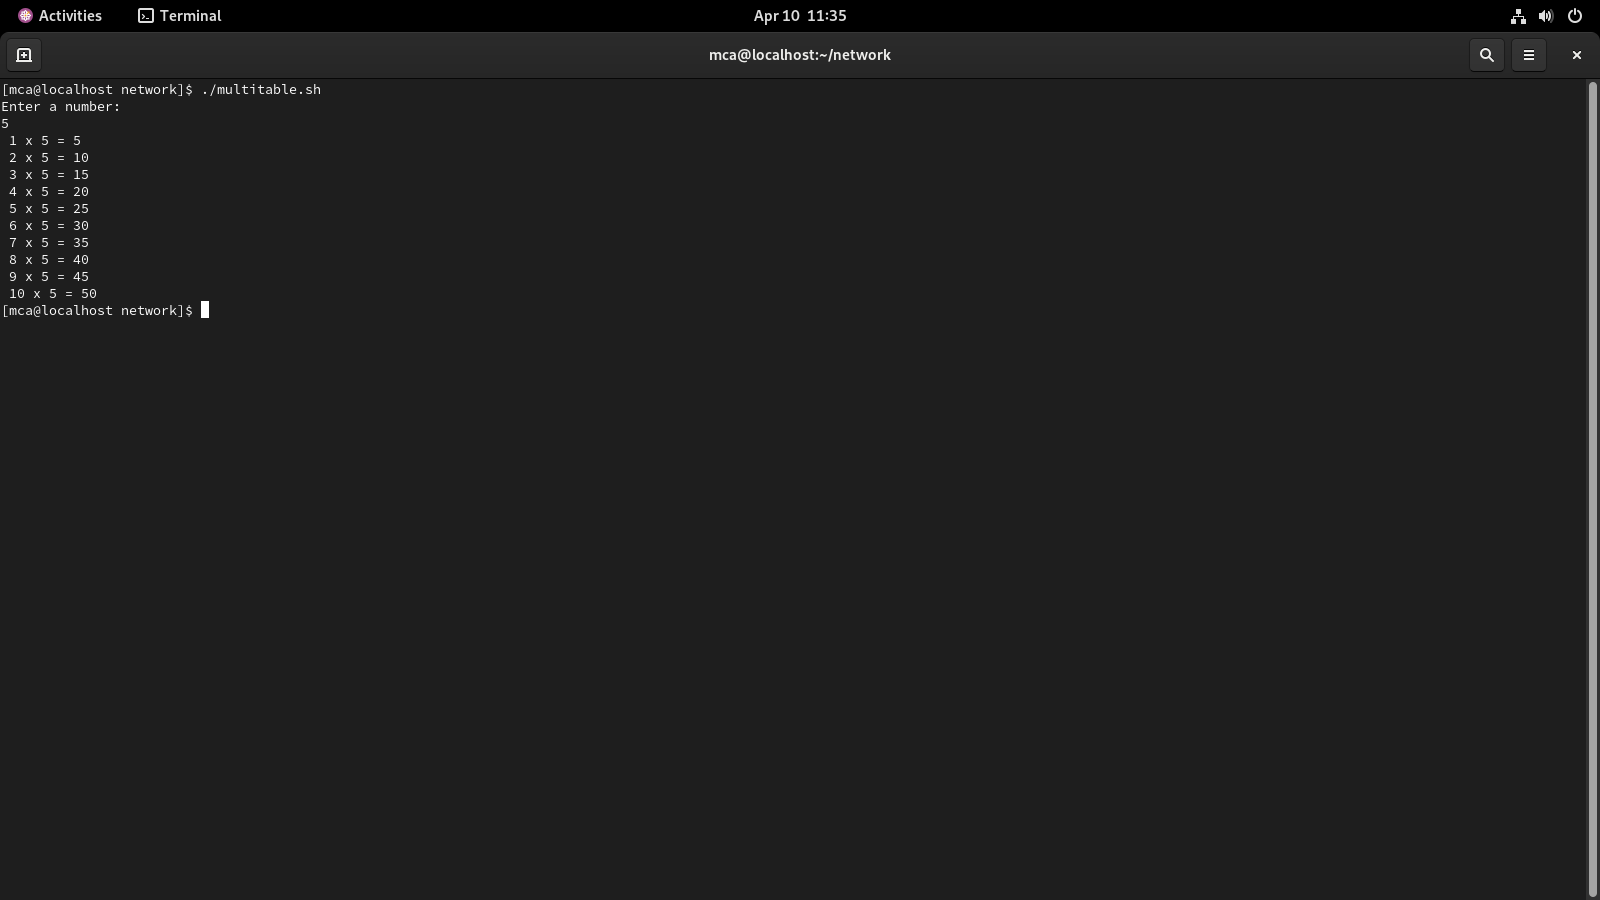 Activities Terminal Apr 10 11:35
mca@localhost:~/network
[mca@localhost network]$ ./multitable.sh
Enter a number:
5
 1 x 5 = 5
 2 x 5 = 10
 3 x 5 = 15
 4 x 5 = 20
 5 x 5 = 25
 6 x 5 = 30
 7 x 5 = 35
 8 x 5 = 40
 9 x 5 = 45
 10 x 5 = 50
[mca@localhost network]$